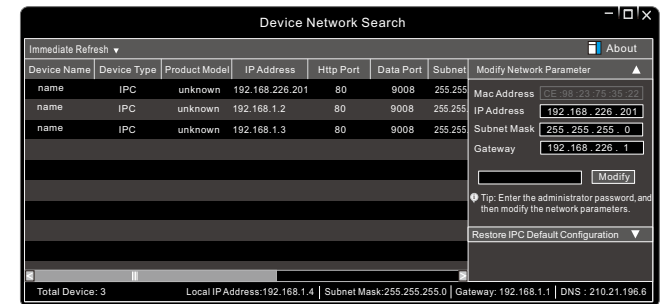 Device Network Search
Immediate Refresh ▼ About
Device Name Device Type Product Model IP Address Http Port Data Port Subnet Modify Network Parameter ▲
name IPC unknown 192.168.226.201 80 9008 255.255
name IPC unknown 192.168.1.2 80 9008 255.255.
name IPC unknown 192.168.1.3 80 9008 255.255
Mac Address CE:98:23:75:35:22
IP Address 192.168.226.201
Subnet Mask 255.255.255.0
Gateway 192.168.226.1
Modify
Tip: Enter the administrator password, and
then modify the network parameters.
Restore IPC Default Configuration ▼
Total Device: 3 Local IP Address:192.168.1.4 Subnet Mask:255.255.255.0 Gateway: 192.168.1.1 DNS : 210.21.196.6